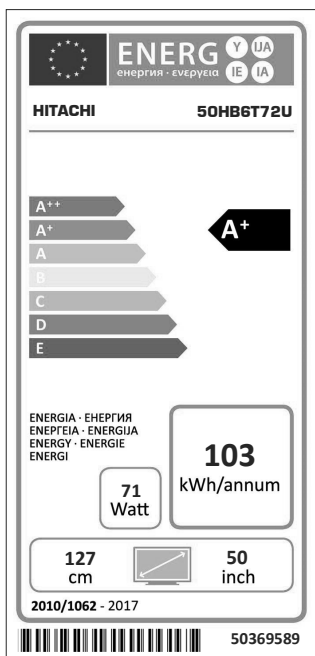 ENERG Y IJA
енергия · ενεργεια IE IA
HITACHI 50HB6T72U
A++
A+ A+
A
B
C
D
E
ENERGIA · ЕНЕРГИЯ
ΕΝΕΡΓΕΙΑ · ENERGIJA
ENERGY · ENERGIE
ENERGI
103
kWh/annum
71
Watt
127 50
cm inch
2010/1062 - 2017
50369589